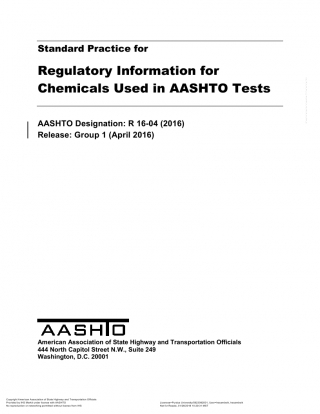 Standard Practice for
Regulatory Information for
Chemicals Used in AASHTO Tests
AASHTO Designation: R 16-04 (2016)
Release: Group 1 (April 2016)
AASHTO
American Association of State Highway and Transportation Officials
444 North Capitol Street N.W., Suite 249
Washington, D.C. 20001